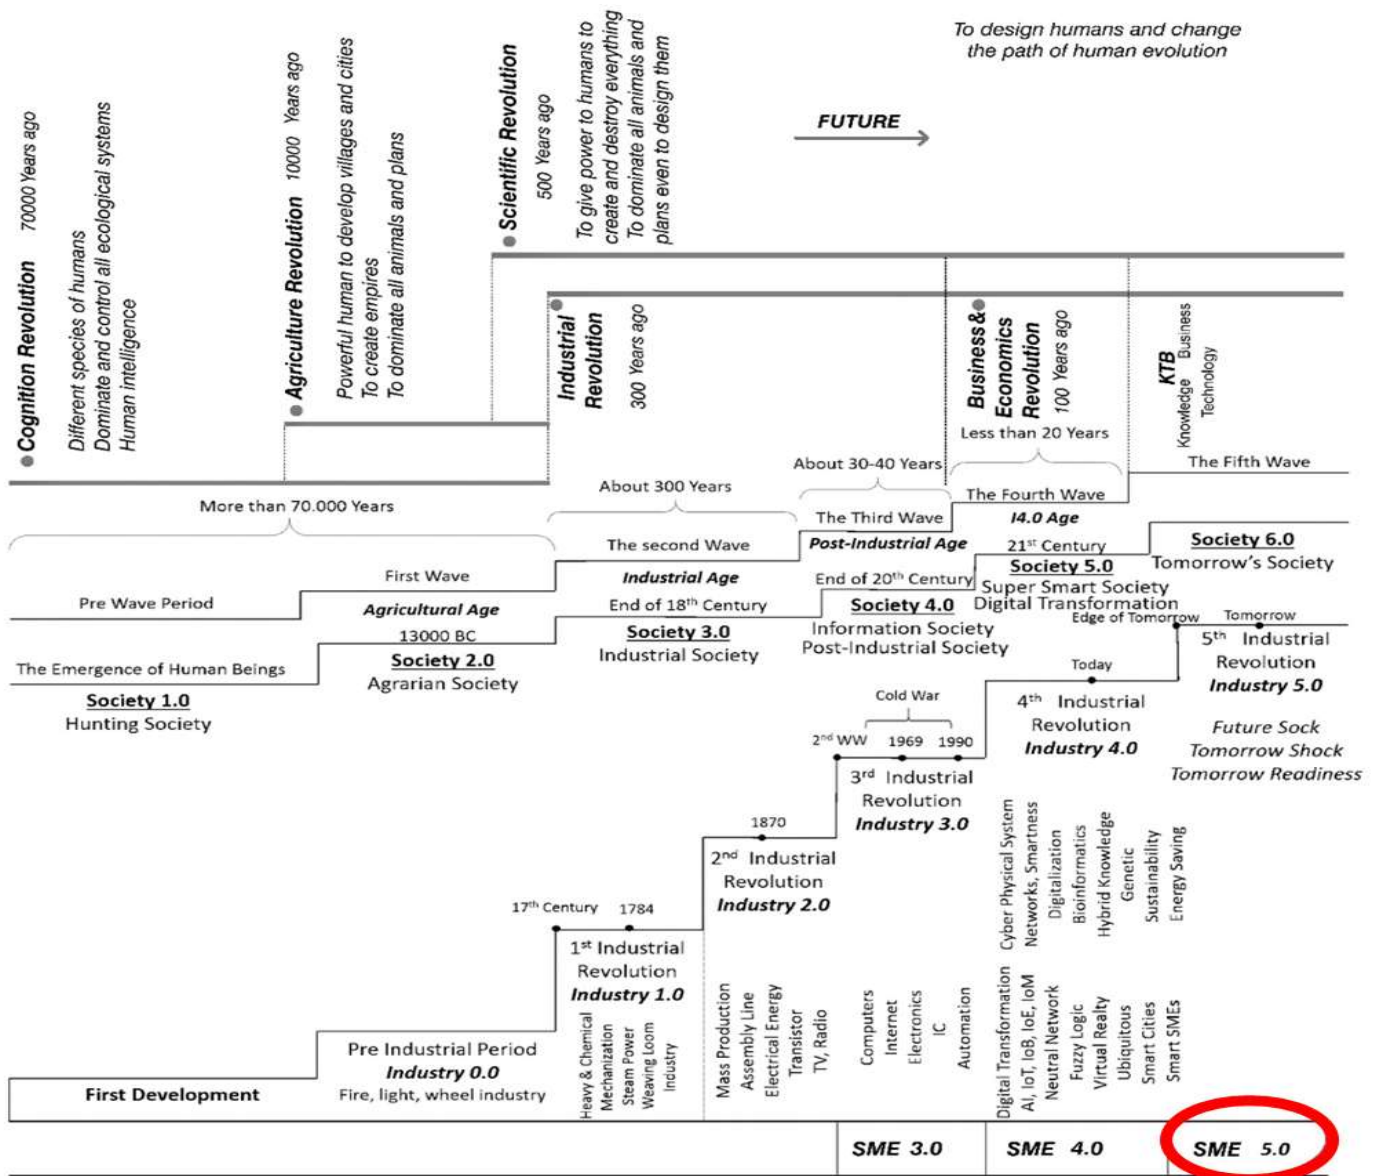 To design humans and change
the path of human evolution
FUTURE
Cognition Revolution 70000 Years ago
Different species of humans
Dominate and control all ecological systems
Human intelligence
Agriculture Revolution 10000 Years ago
Powerful human to develop villages and cities
To create empires
To dominate all animals and plans
Scientific Revolution
500 Years ago
To give power to humans to
create and destroy everything
To dominate all animals and
plans even to design them
Industrial
Revolution
300 Years ago
Business &
Economics
Revolution
100 Years ago
KTB
Knowledge Business
Technology
More than 70.000 Years
About 300 Years
About 30-40 Years
Less than 20 Years
Pre Wave Period
First Wave
Agricultural Age
The second Wave
Industrial Age
The Third Wave
Post-Industrial Age
The Fourth Wave
I4.0 Age
The Fifth Wave
The Emergence of Human Beings
Society 1.0
Hunting Society
13000 BC
Society 2.0
Agrarian Society
End of 18th Century
Society 3.0
Industrial Society
End of 20th Century
Society 4.0
Information Society
Post-Industrial Society
21st Century
Society 5.0
Super Smart Society
Digital Transformation
Society 6.0
Tomorrow's Society
First Development
Pre Industrial Period
Industry 0.0
Fire, light, wheel industry
17th Century
1784
1st Industrial
Revolution
Industry 1.0
Heavy & Chemical
Mechanization
Steam Power
Weaving Loom
Industry
1870
2nd Industrial
Revolution
Industry 2.0
Mass Production
Assembly Line
Electrical Energy
Transistor
TV, Radio
Cold War
2nd WW
1969
1990
3rd Industrial
Revolution
Industry 3.0
Computers
Internet
Electronics
IC
Automation
Today
4th Industrial
Revolution
Industry 4.0
Cyber Physical System
Networks, Smartness
Digitalization
Bioinformatics
Hybrid Knowledge
Genetic
Sustainability
Energy Saving
Digital Transformation
AI, IoT, IoB, IoE, IoM
Neutral Network
Fuzzy Logic
Virtual Realty
Ubiquitous
Smart Cities
Smart SMEs
Edge of Tomorrow
Tomorrow
5th Industrial
Revolution
Industry 5.0
Future Sock
Tomorrow Shock
Tomorrow Readiness
SME 3.0
SME 4.0
SME 5.0